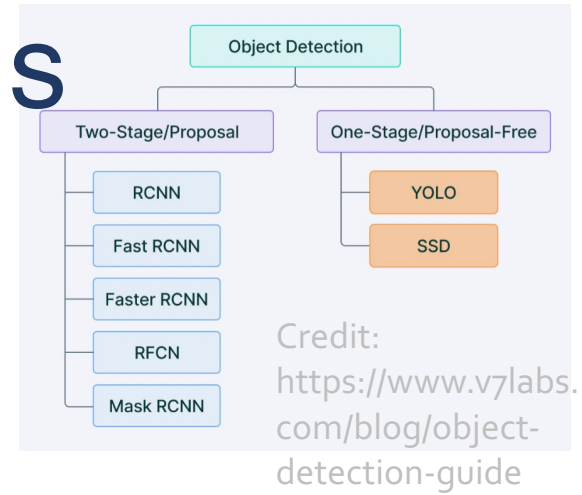 s
Object Detection
Two-Stage/Proposal
One-Stage/Proposal-Free
RCNN
YOLO
Fast RCNN
SSD
Faster RCNN
RFCN
Mask RCNN
Credit:
https://www.v7labs.
com/blog/object-
detection-guide